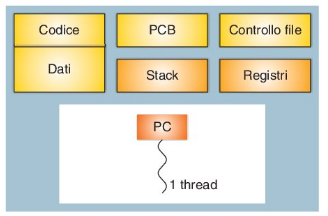 Codice
PCB
Controllo file
Dati
Stack
Registri
PC
1 thread